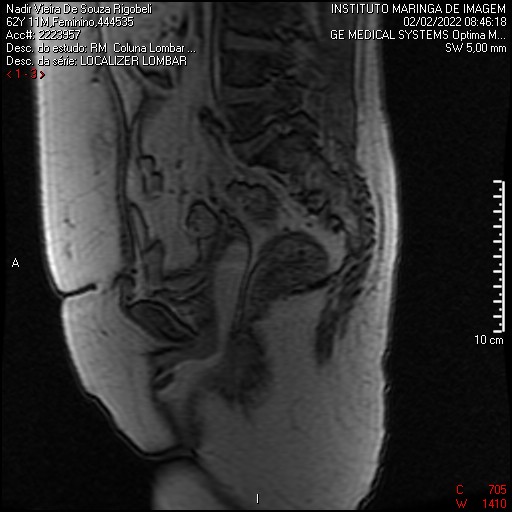 Nadir Vieira De Souza Rigobeli
62Y 11M,Feminino,444535
Acc#: 2223957
Desc. do estudo: RM  Coluna Lombar ...
Desc. da série: LOCALIZER LOMBAR
< 1 - 3 >
INSTITUTO MARINGA DE IMAGEM
02/02/2022 08:46:18
GE MEDICAL SYSTEMS Optima M...
SW 5,00 mm
A
10 cm
I
C 705
W 1410